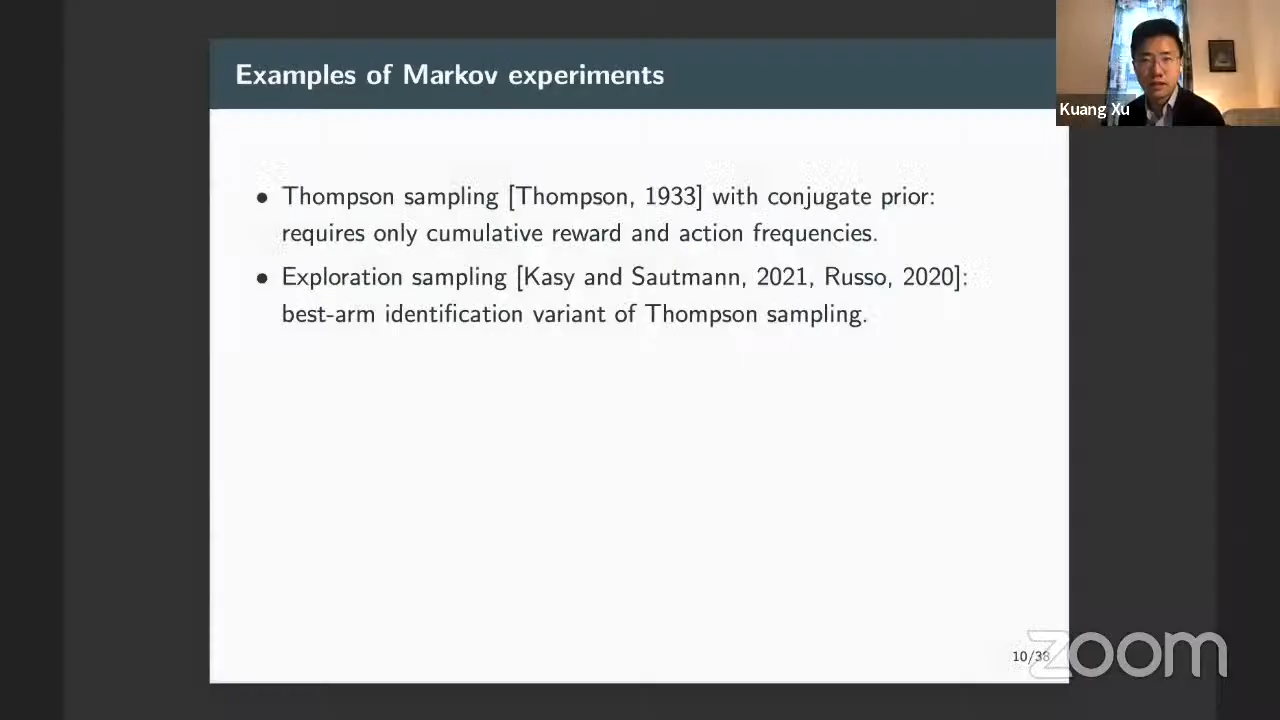 Examples of Markov experiments
Kuang Xu
• Thompson sampling [Thompson, 1933] with conjugate prior:
requires only cumulative reward and action frequencies.
• Exploration sampling [Kasy and Sautmann, 2021, Russo, 2020]:
best-arm identification variant of Thompson sampling.
10/38
zoom